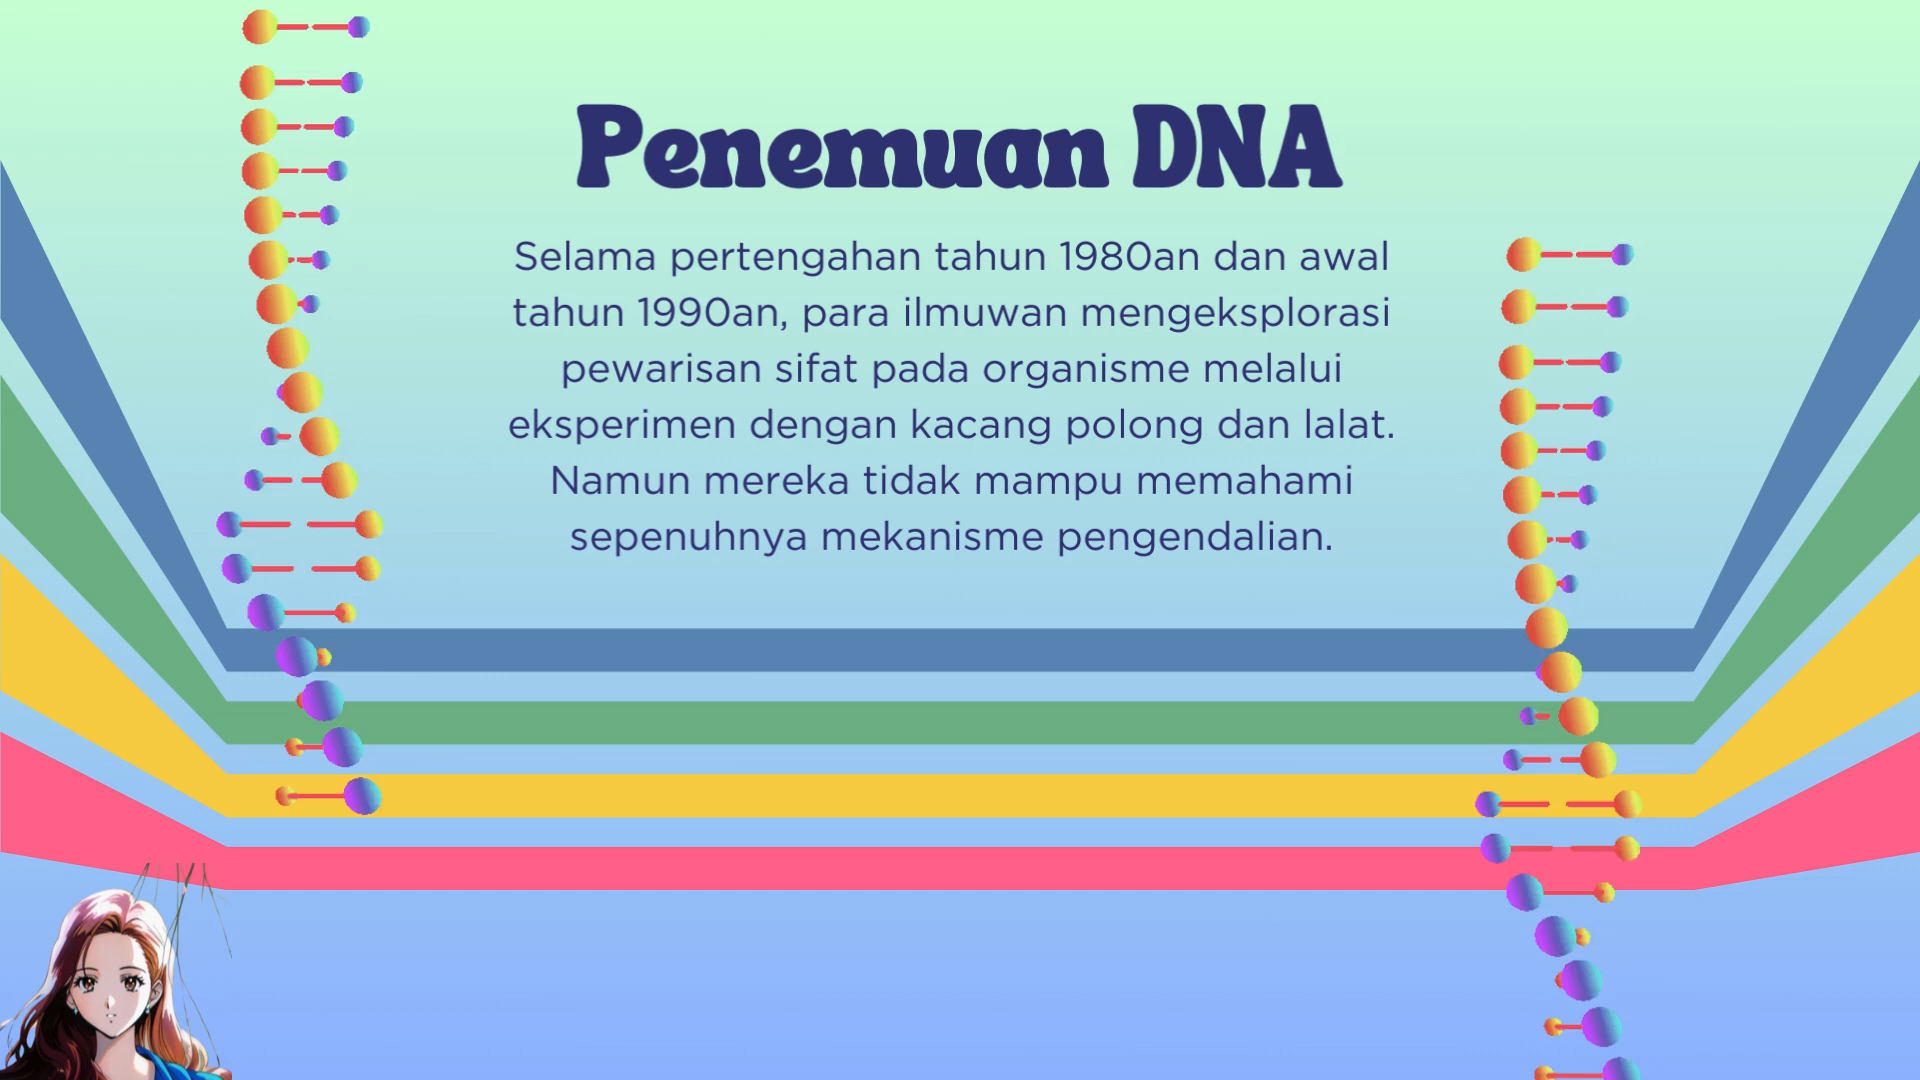 Penemuan DNA
Selama pertengahan tahun 1980an dan awal
tahun 1990an, para ilmuwan mengeksplorasi
pewarisan sifat pada organisme melalui
eksperimen dengan kacang polong dan lalat.
Namun mereka tidak mampu memahami
sepenuhnya mekanisme pengendalian.